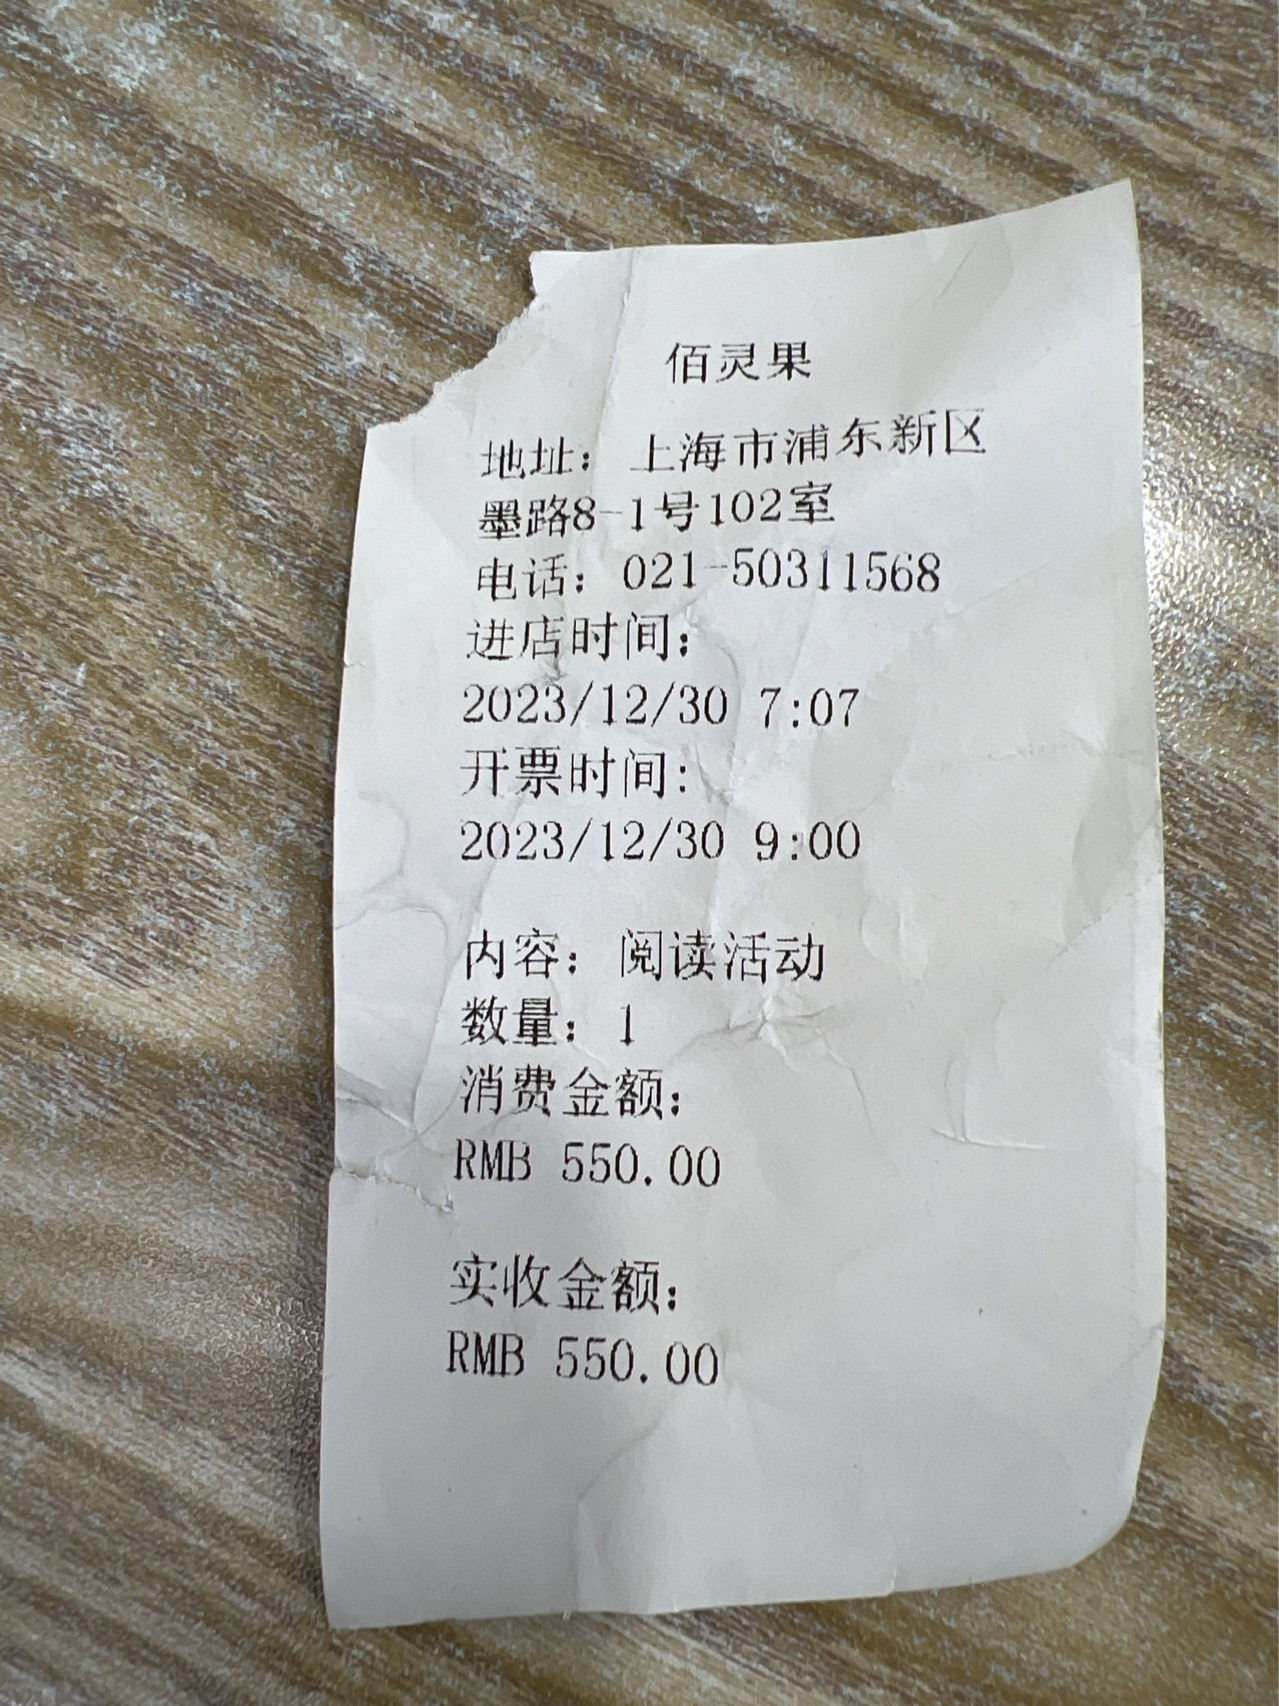 佰灵果
地址：上海市浦东新区
墨路8-1号102室
电话：021-50311568
进店时间：
2023/12/30 7:07
开票时间：
2023/12/30 9:00
内容：阅读活动
数量：1
消费金额：
RMB 550.00
实收金额：
RMB 550.00